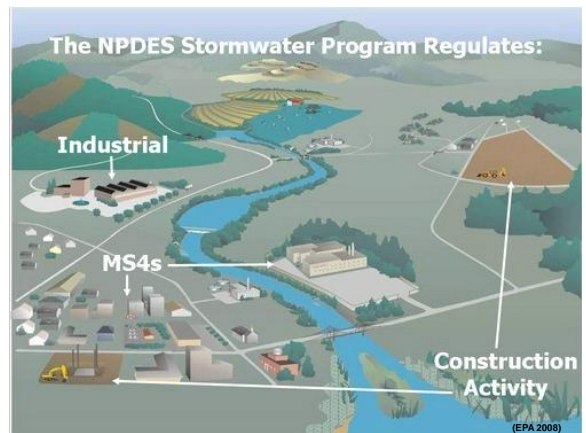 The NPDES Stormwater Program Regulates:
Industrial
MS4s
Construction
Activity
(EPA 2008)